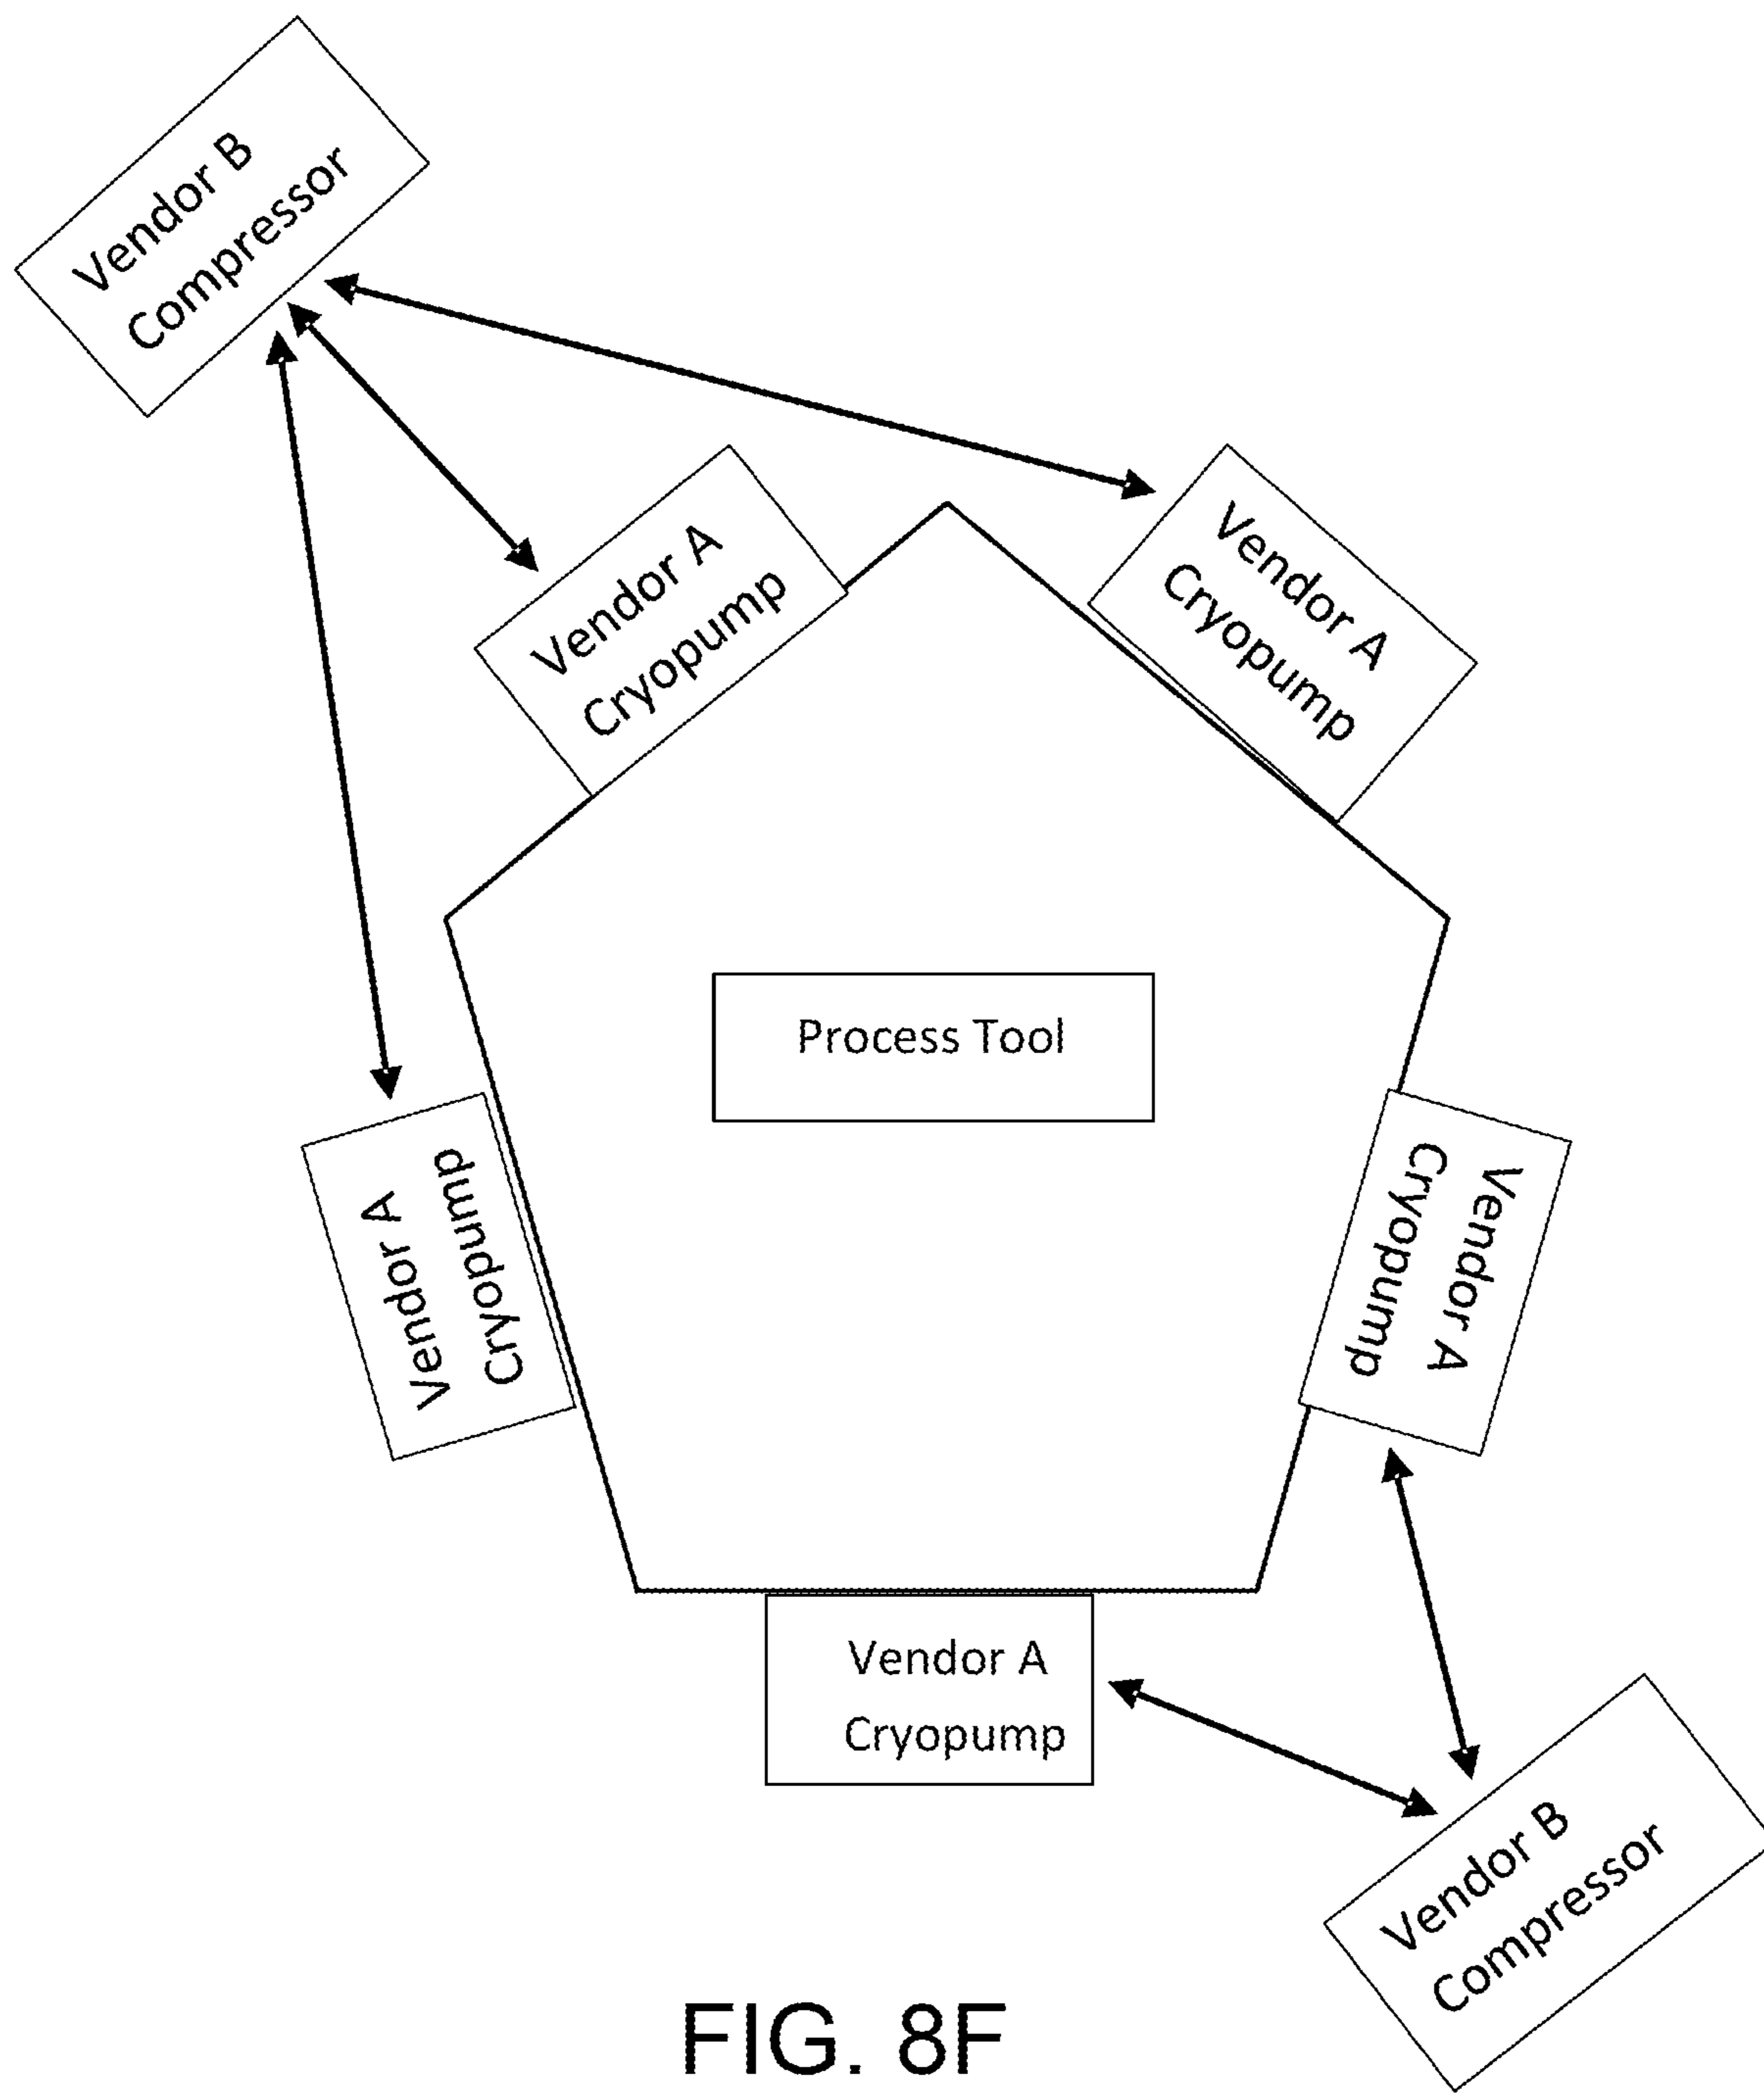 Vendor B
Compressor
Vendor A
Cryopump
Vendor A
Cryopump
Process Tool
Vendor A
Cryopump
Vendor A
Cryopump
Vendor A
Cryopump
Vendor B
Compressor
FIG. 8F